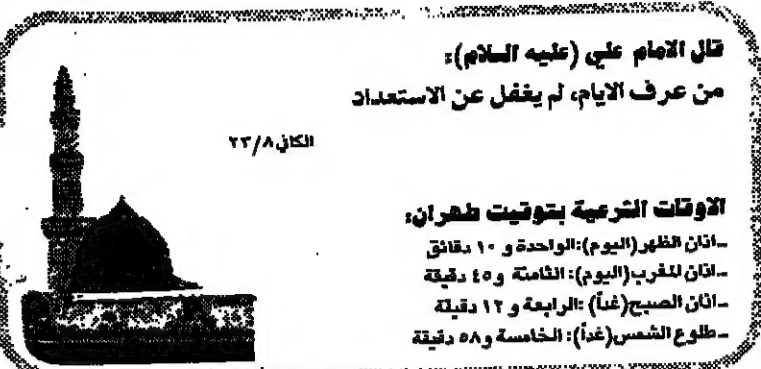 قال الامام علي (عليه السلام):
من عرف الايام، لم يغفل عن الاستعداد
الكافي ٢٣/٨
الاوقات الشرعية بتوقيت طهران:
ـ اذان الظهر (اليوم): الواحدة و ١٠ دقائق
ـ اذان المغرب (اليوم): الثامنة و ٤٥ دقيقة
ـ اذان الصبح (غداً): الرابعة و ١٢ دقيقة
ـ طلوع الشمس (غداً): الخامسة و ٥٨ دقيقة